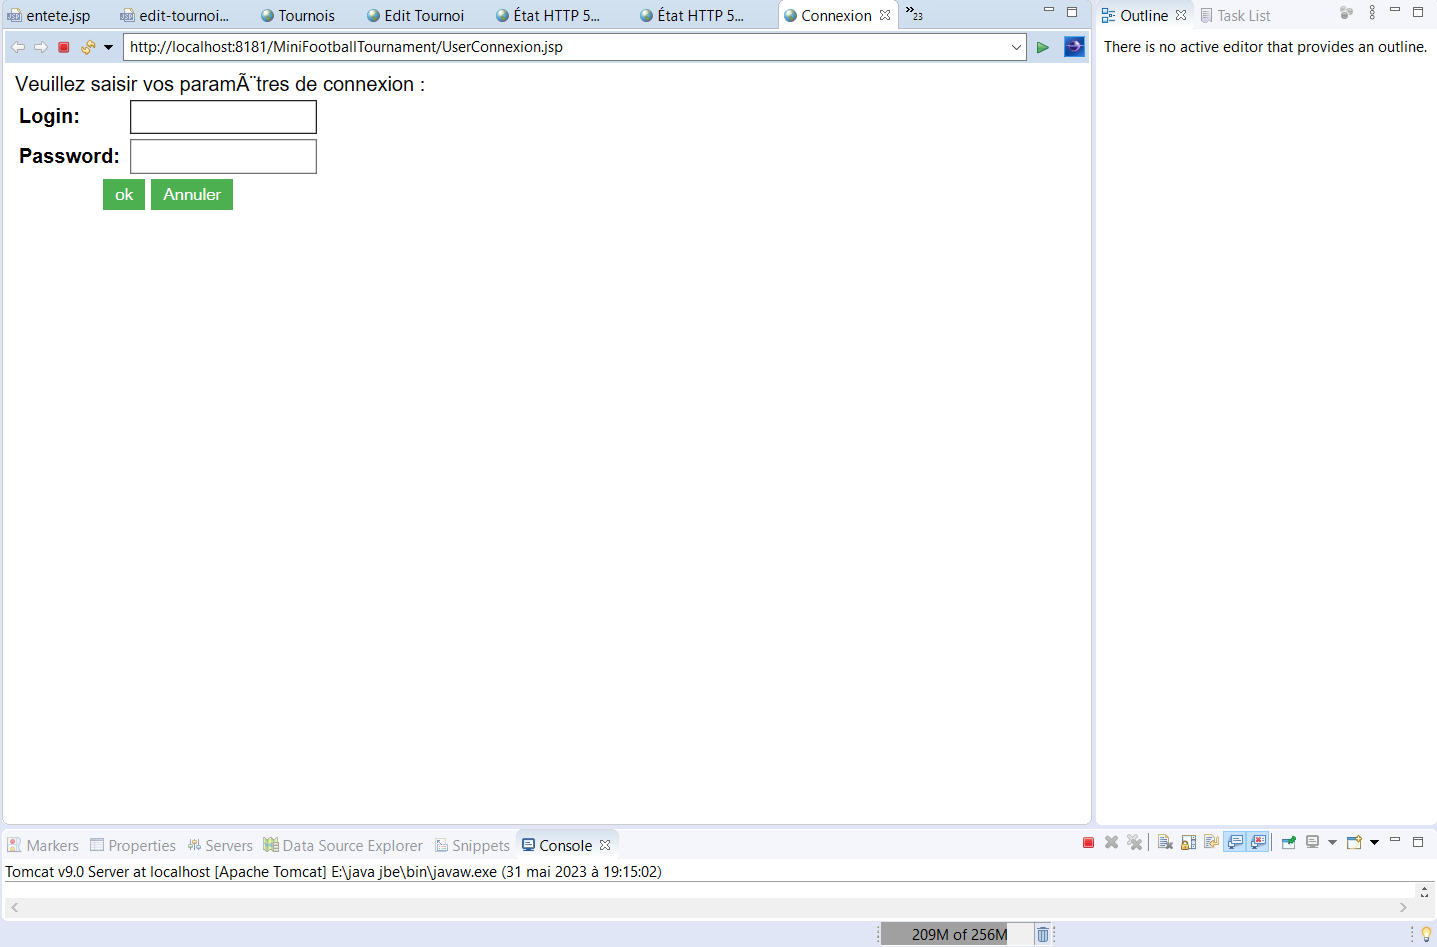 entete.jsp edit-tournoi... Tournois Edit Tournoi État HTTP 5... État HTTP 5... Connexion »23 Outline Task List
http://localhost:8181/MiniFootballTournament/UserConnexion.jsp
There is no active editor that provides an outline.
Veuillez saisir vos paramÃ¨tres de connexion :
Login:
Password:
ok Annuler
Markers Properties Servers Data Source Explorer Snippets Console
Tomcat v9.0 Server at localhost [Apache Tomcat] E:\java jbe\bin\javaw.exe (31 mai 2023 à 19:15:02)
209M of 256M